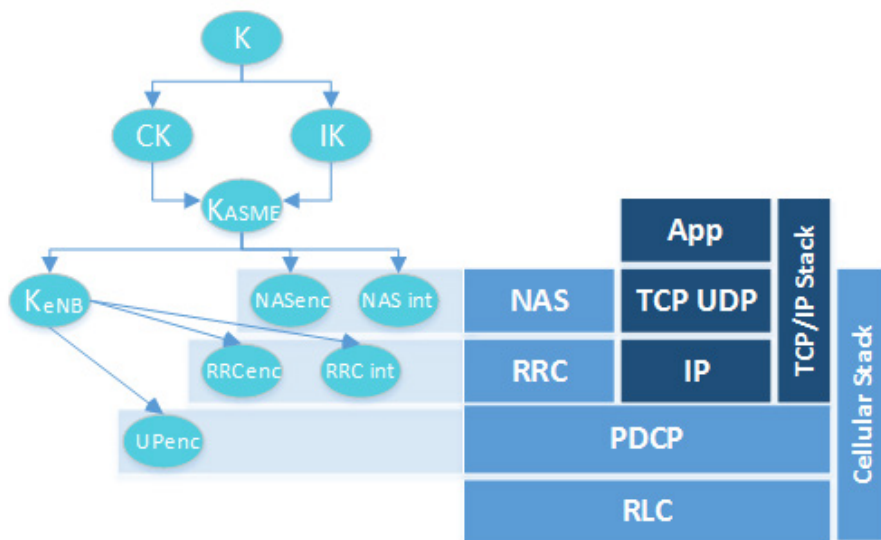 K
CK
IK
KASME
KeNB
NASenc
NAS int
RRCenc
RRC int
UPenc
App
NAS
TCP UDP
RRC
IP
PDCP
RLC
TCP/IP Stack
Cellular Stack